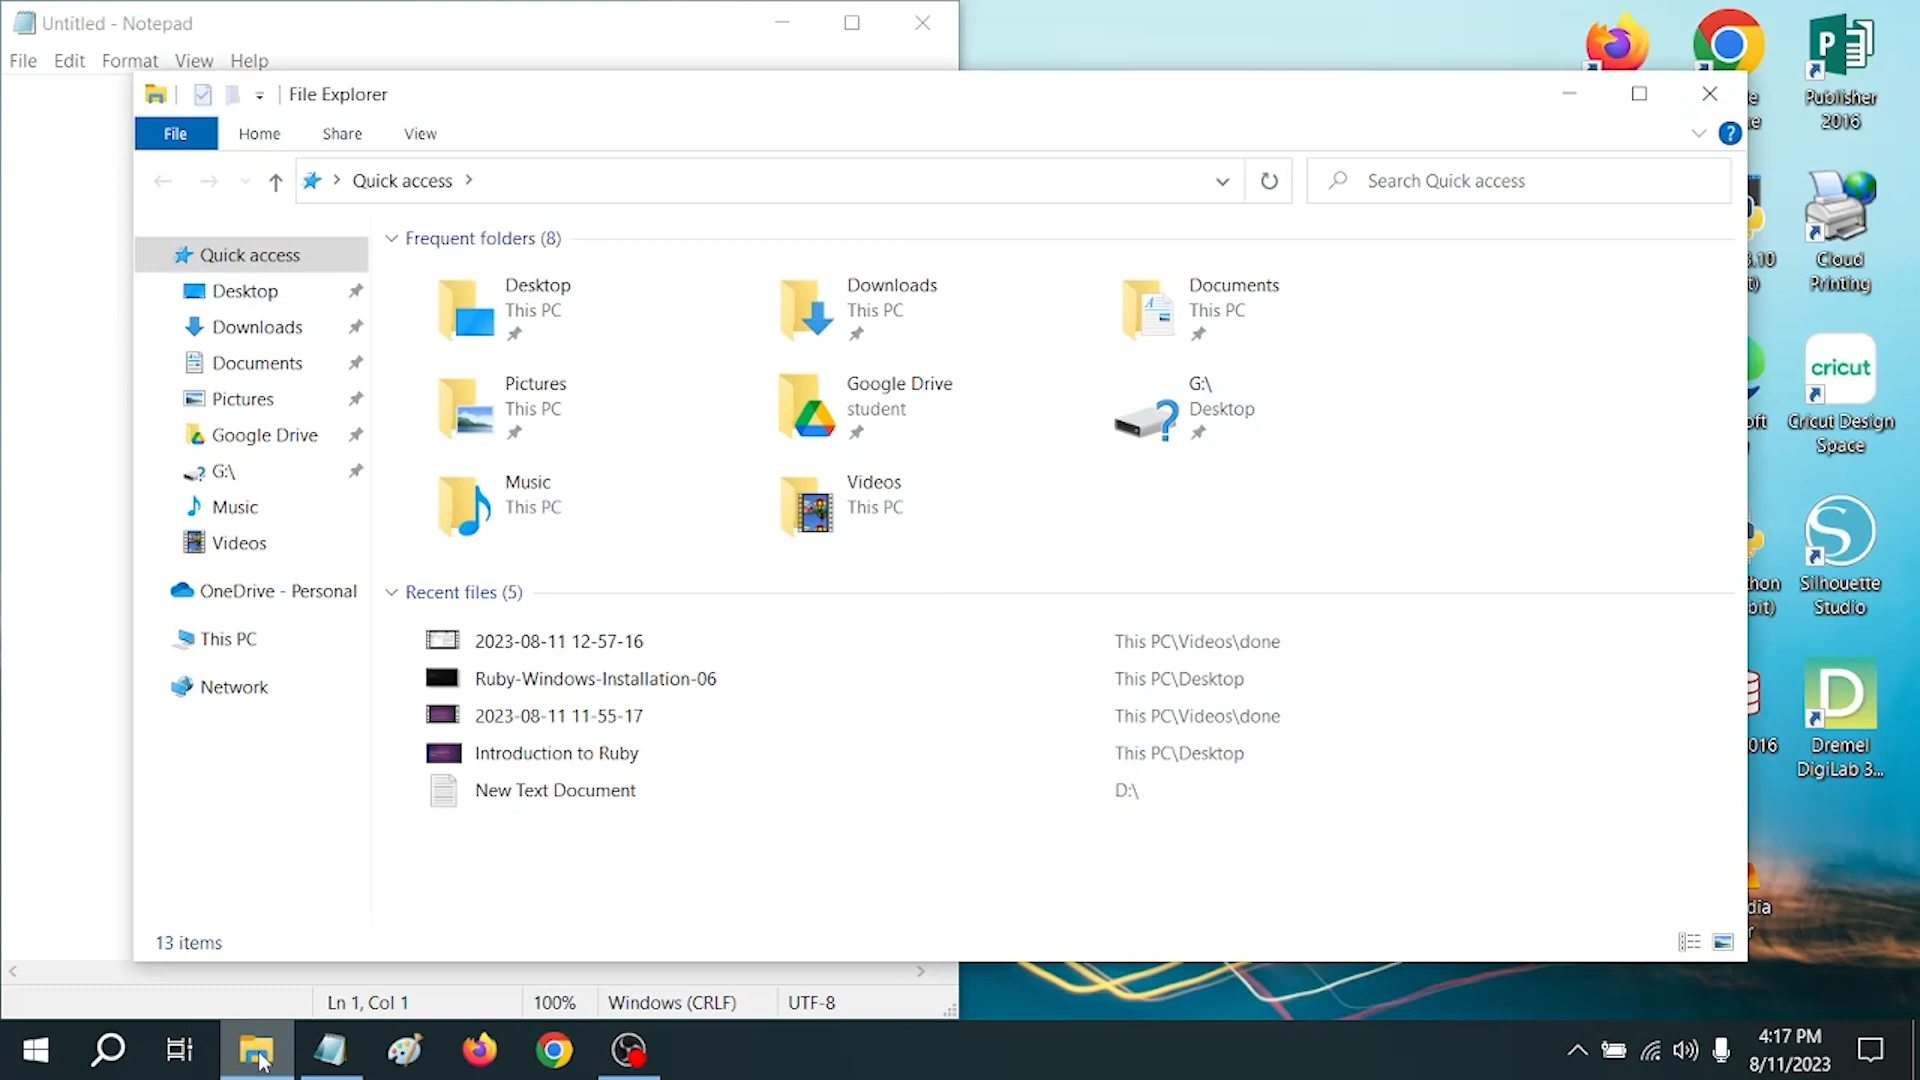 Untitled - Notepad
File Edit Format View Help
File Explorer
File Home Share View
Quick access
Search Quick access
Quick access
Desktop
Downloads
Documents
Pictures
Google Drive
G:\
Music
Videos
OneDrive - Personal
This PC
Network
Frequent folders (8)
Desktop
This PC
Downloads
This PC
Documents
This PC
Pictures
This PC
Google Drive
student
G:\
Desktop
Music
This PC
Videos
This PC
Recent files (5)
2023-08-11 12-57-16 This PC\Videos\done
Ruby-Windows-Installation-06 This PC\Desktop
2023-08-11 11-55-17 This PC\Videos\done
Introduction to Ruby This PC\Desktop
New Text Document D:\
13 items
Ln 1, Col 1 100% Windows (CRLF) UTF-8
Publisher
2016
Cloud
Printing
cricut
Cricut Design
Space
Silhouette
Studio
Dremel
DigiLab 3...
4:17 PM
8/11/2023